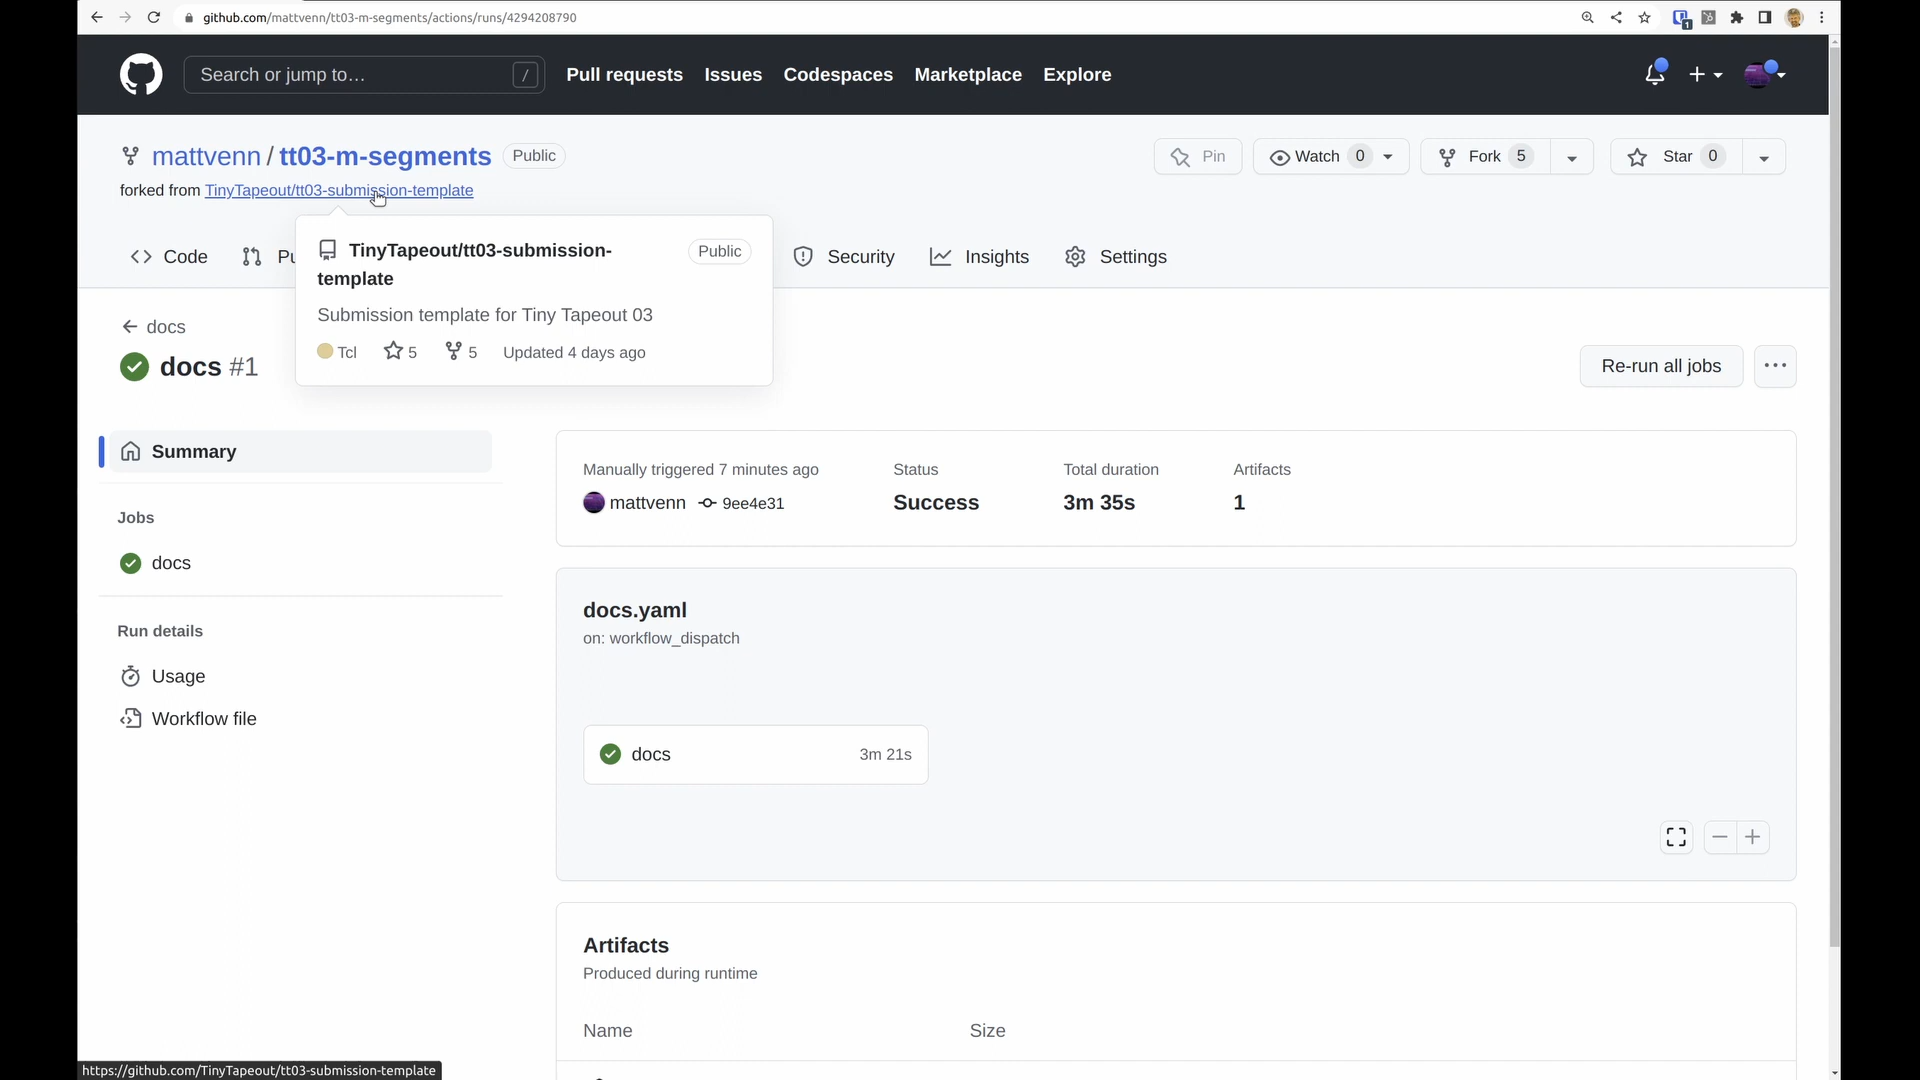 github.com/mattvenn/tt03-m-segments/actions/runs/4294208790
1
Search or jump to…
/
Pull requests
Issues
Codespaces
Marketplace
Explore
mattvenn / tt03-m-segments
Public
Pin
Watch 0
Fork 5
Star 0
forked from TinyTapeout/tt03-submission-template
Code
Pu
Security
Insights
Settings
TinyTapeout/tt03-submission-
template
Public
Submission template for Tiny Tapeout 03
Tcl 5 5 Updated 4 days ago
docs
docs #1
Re-run all jobs
Summary
Jobs
docs
Run details
Usage
Workflow file
Manually triggered 7 minutes ago
mattvenn 9ee4e31
Status
Success
Total duration
3m 35s
Artifacts
1
docs.yaml
on: workflow_dispatch
docs 3m 21s
Artifacts
Produced during runtime
Name Size
https://github.com/TinyTapeout/tt03-submission-template